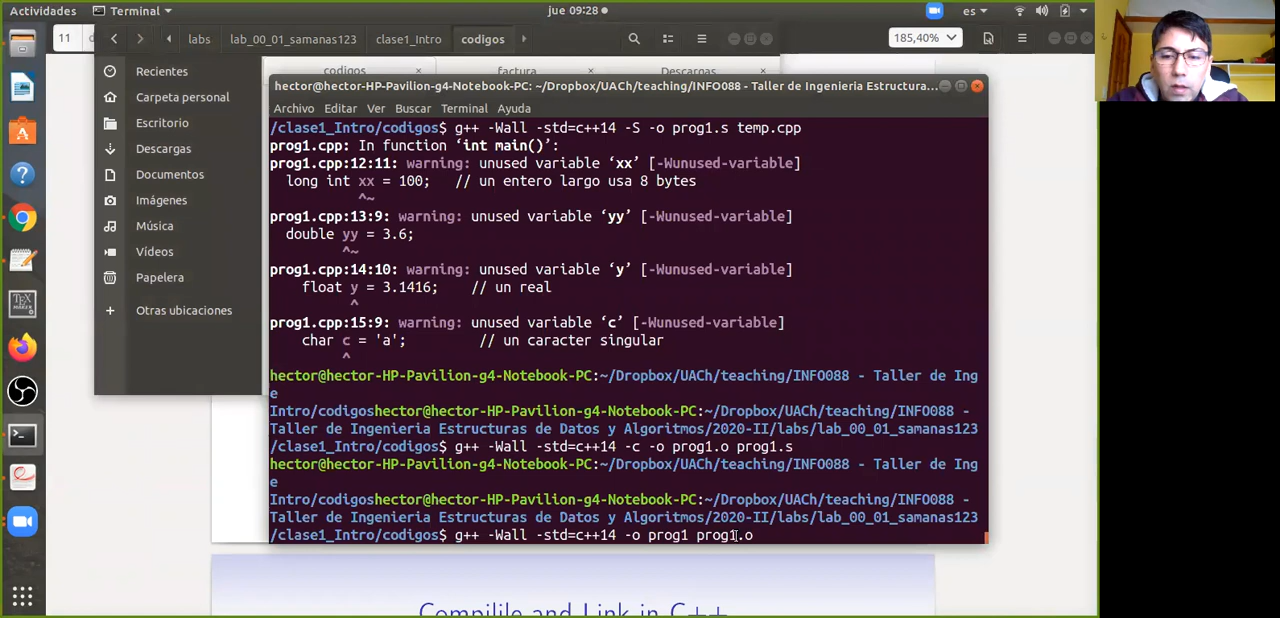 Actividades
Terminal
jue 09:28
es
11
labs
lab_00_01_samanas123
clase1_Intro
codigos
185,40%
Recientes
Carpeta personal
Escritorio
Descargas
Documentos
Imágenes
Música
Vídeos
Papelera
Otras ubicaciones
codigos
factura
Descargas
hector@hector-HP-Pavilion-g4-Notebook-PC: ~/Dropbox/UACh/teaching/INFO088 - Taller de Ingenieria Estructura...
Archivo Editar Ver Buscar Terminal Ayuda
/clase1_Intro/codigos$ g++ -Wall -std=c++14 -S -o prog1.s temp.cpp
prog1.cpp: In function ‘int main()’:
prog1.cpp:12:11: warning: unused variable ‘xx’ [-Wunused-variable]
long int xx = 100;   // un entero largo usa 8 bytes
^~
prog1.cpp:13:9: warning: unused variable ‘yy’ [-Wunused-variable]
double yy = 3.6;
^~
prog1.cpp:14:10: warning: unused variable ‘y’ [-Wunused-variable]
float y = 3.1416;    // un real
^
prog1.cpp:15:9: warning: unused variable ‘c’ [-Wunused-variable]
char c = 'a';         // un caracter singular
^
hector@hector-HP-Pavilion-g4-Notebook-PC:~/Dropbox/UACh/teaching/INFO088 - Taller de Inge
e
Intro/codigoshector@hector-HP-Pavilion-g4-Notebook-PC:~/Dropbox/UACh/teaching/INFO088 -
Taller de Ingenieria Estructuras de Datos y Algoritmos/2020-II/labs/lab_00_01_samanas123
/clase1_Intro/codigos$ g++ -Wall -std=c++14 -c -o prog1.o prog1.s
hector@hector-HP-Pavilion-g4-Notebook-PC:~/Dropbox/UACh/teaching/INFO088 - Taller de Inge
e
Intro/codigoshector@hector-HP-Pavilion-g4-Notebook-PC:~/Dropbox/UACh/teaching/INFO088 -
Taller de Ingenieria Estructuras de Datos y Algoritmos/2020-II/labs/lab_00_01_samanas123
/clase1_Intro/codigos$ g++ -Wall -std=c++14 -o prog1 prog1.o
Compilile and Link in C++